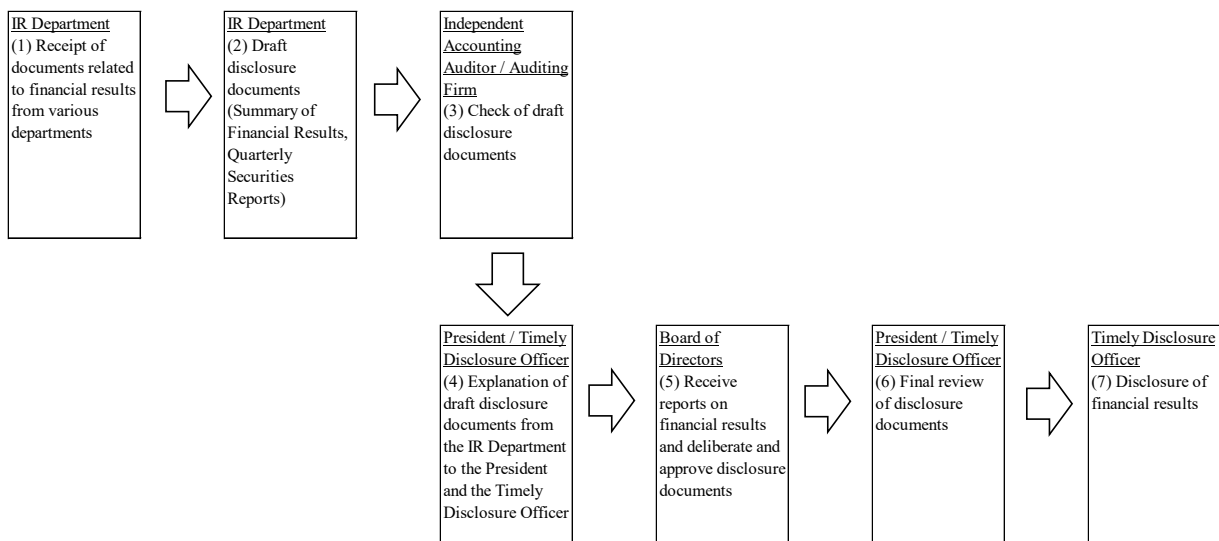 IR Department
(1) Receipt of
documents related
to financial results
from various
departments
IR Department
(2) Draft
disclosure
documents
(Summary of
Financial Results,
Quarterly
Securities
Reports)
Independent
Accounting
Auditor / Auditing
Firm
(3) Check of draft
disclosure
documents
President / Timely
Disclosure Officer
(4) Explanation of
draft disclosure
documents from
the IR Department
to the President
and the Timely
Disclosure Officer
Board of
Directors
(5) Receive
reports on
financial results
and deliberate and
approve disclosure
documents
President / Timely
Disclosure Officer
(6) Final review
of disclosure
documents
Timely Disclosure
Officer
(7) Disclosure of
financial results